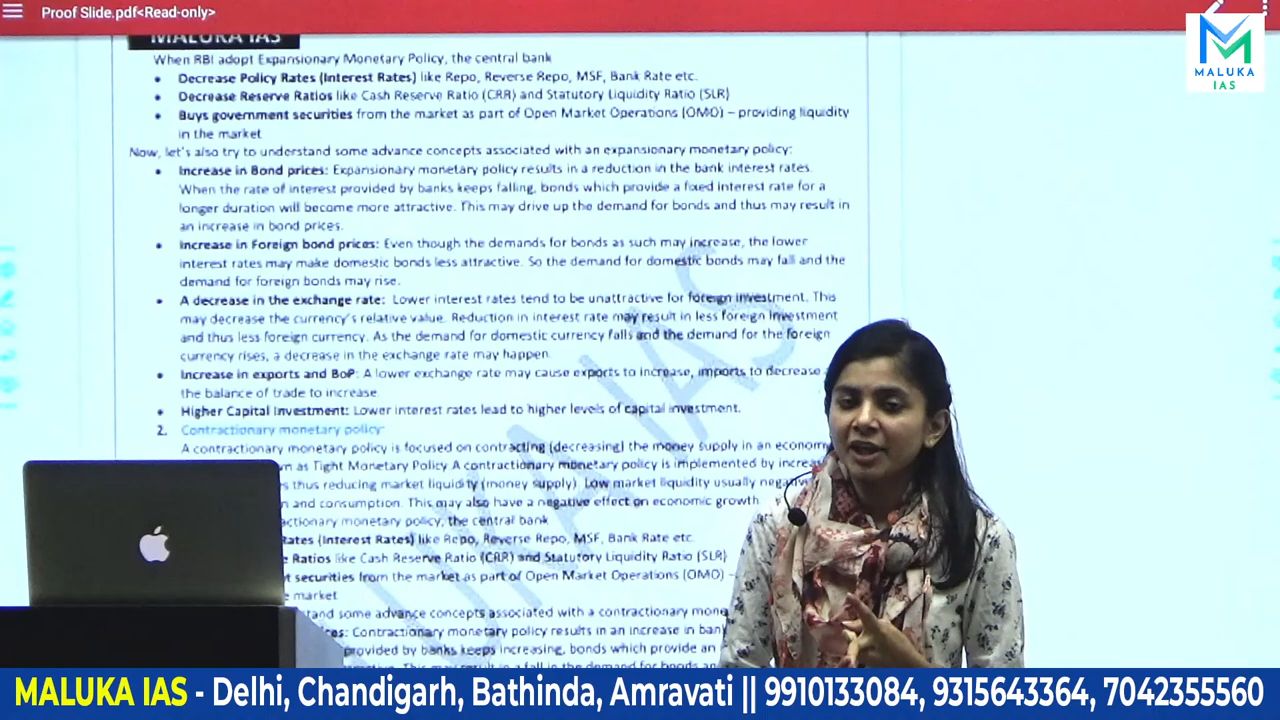 Proof Slide.pdf<Read-only>
MALUKA IAS
MALUKA
IAS
When RBI adopt Expansionary Monetary Policy, the central bank
• Decrease Policy Rates (Interest Rates) like Repo, Reverse Repo, MSF, Bank Rate etc.
• Decrease Reserve Ratios like Cash Reserve Ratio (CRR) and Statutory Liquidity Ratio (SLR)
• Buys government securities from the market as part of Open Market Operations (OMO) – providing liquidity
in the market
Now, let's also try to understand some advance concepts associated with an expansionary monetary policy:
• Increase in Bond prices: Expansionary monetary policy results in a reduction in the bank interest rates.
When the rate of interest provided by banks keeps falling, bonds which provide a fixed interest rate for a
longer duration will become more attractive. This may drive up the demand for bonds and thus may result in
an increase in bond prices.
• Increase in Foreign bond prices: Even though the demands for bonds as such may increase, the lower
interest rates may make domestic bonds less attractive. So the demand for domestic bonds may fall and the
demand for foreign bonds may rise.
• A decrease in the exchange rate: Lower interest rates tend to be unattractive for foreign investment. This
may decrease the currency's relative value. Reduction in interest rate may result in less foreign investment
and thus less foreign currency. As the demand for domestic currency falls and the demand for the foreign
currency rises, a decrease in the exchange rate may happen.
• Increase in exports and BoP: A lower exchange rate may cause exports to increase, imports to decrease
the balance of trade to increase.
• Higher Capital Investment: Lower interest rates lead to higher levels of capital investment.
2. Contractionary monetary policy:
A contractionary monetary policy is focused on contracting (decreasing) the money supply in an econom
n as Tight Monetary Policy A contractionary monetary policy is implemented by increa
s thus reducing market liquidity (money supply). Low market liquidity usually negativ
n and consumption. This may also have a negative effect on economic growth.
actionary monetary policy, the central bank
Rates (Interest Rates) like Repo, Reverse Repo, MSF, Bank Rate etc.
e Ratios like Cash Reserve Ratio (CRR) and Statutory Liquidity Ratio (SLR)
t securities from the market as part of Open Market Operations (OMO) –
e market
tand some advance concepts associated with a contractionary mone
ces: Contractionary monetary policy results in an increase in ban
provided by banks keeps increasing, bonds which provide an
This may result in a fall in the demand for bonds and
MALUKA IAS - Delhi, Chandigarh, Bathinda, Amravati || 9910133084, 9315643364, 7042355560